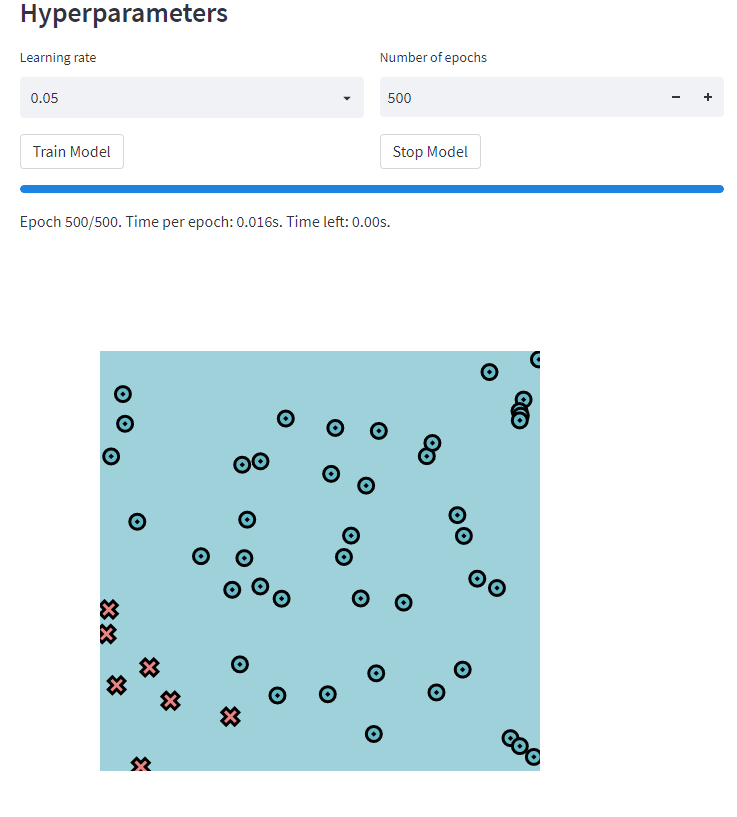 Hyperparameters
Learning rate
Number of epochs
0.05
500
Train Model
Stop Model
Epoch 500/500. Time per epoch: 0.016s. Time left: 0.00s.